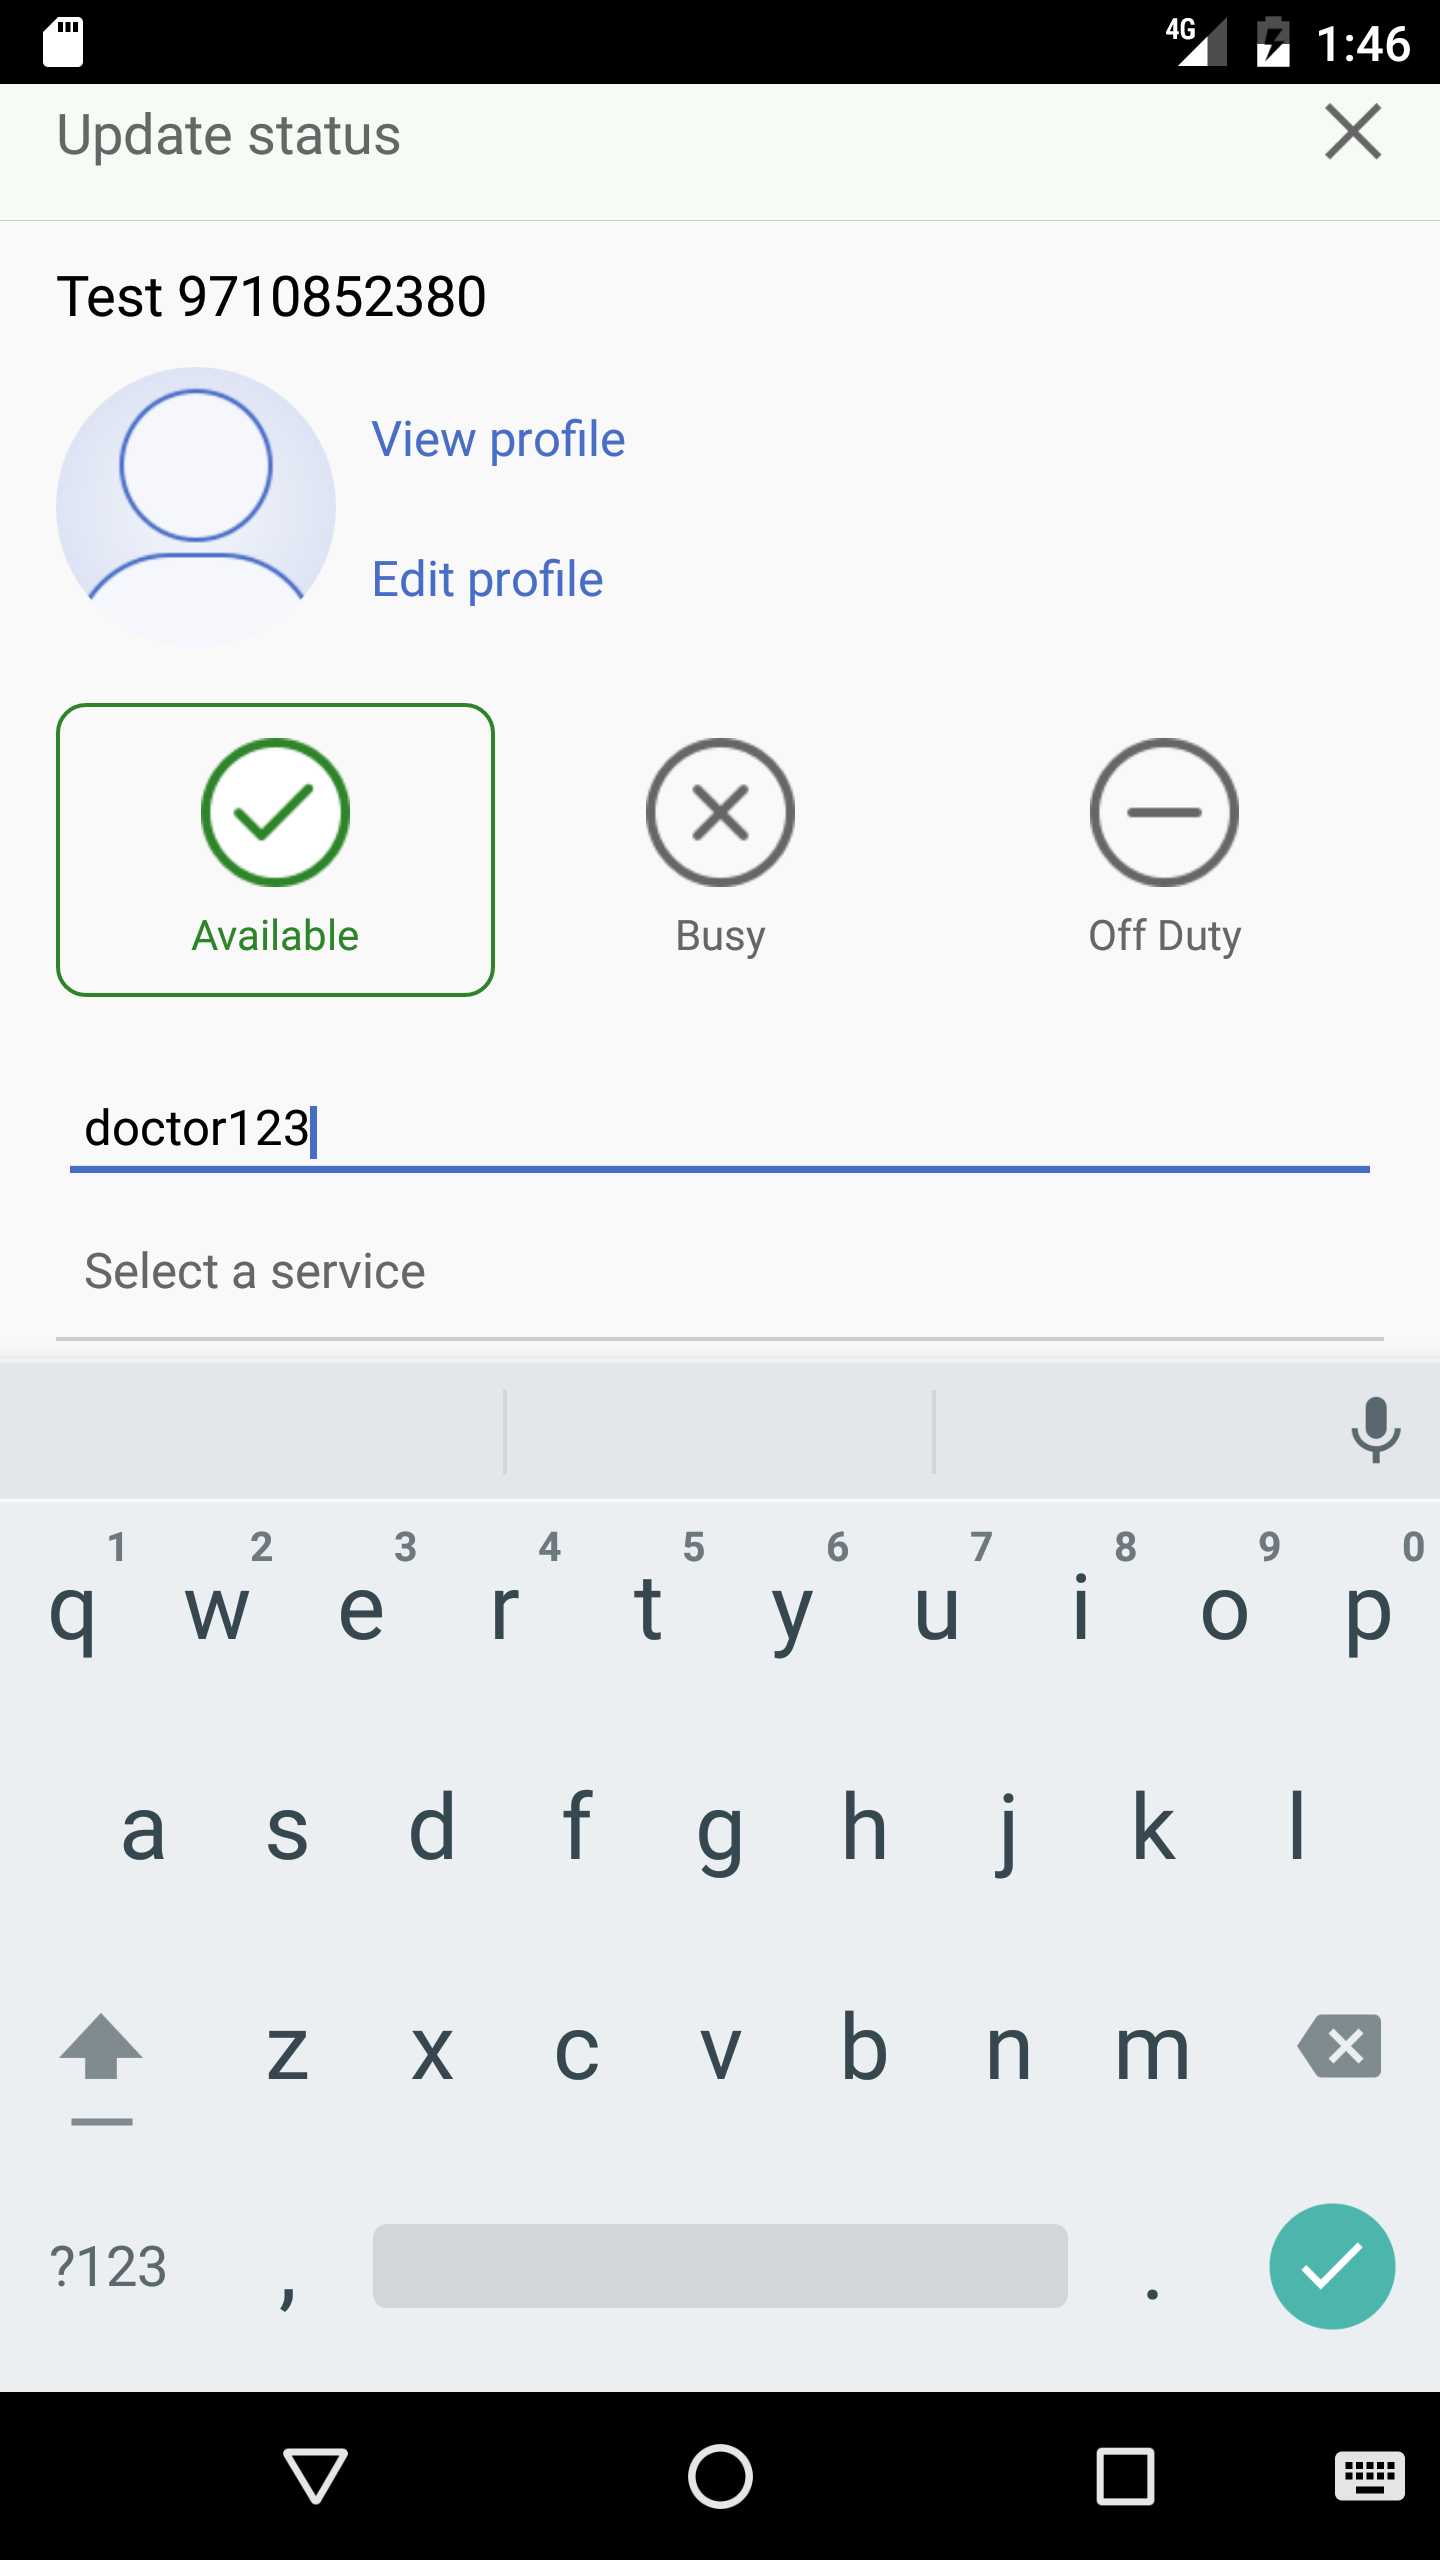 4G 1:46
Update status
Test 9710852380
View profile
Edit profile
Available Busy Off Duty
doctor123
Select a service
1 2 3 4 5 6 7 8 9 0
q w e r t y u i o p
a s d f g h j k l
z x c v b n m
?123 , .